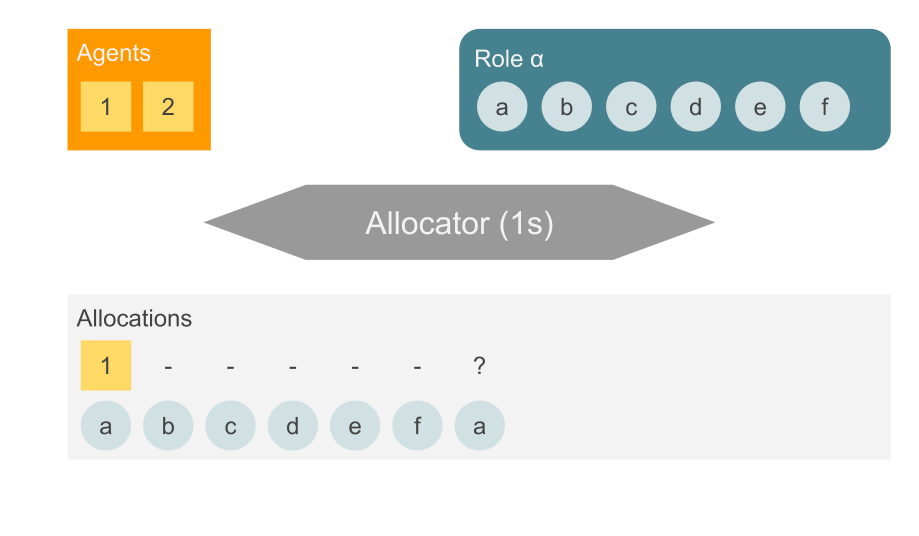 Agents
1 2
Role α
a b c d e f
Allocator (1s)
Allocations
1 - - - - - ?
a b c d e f a